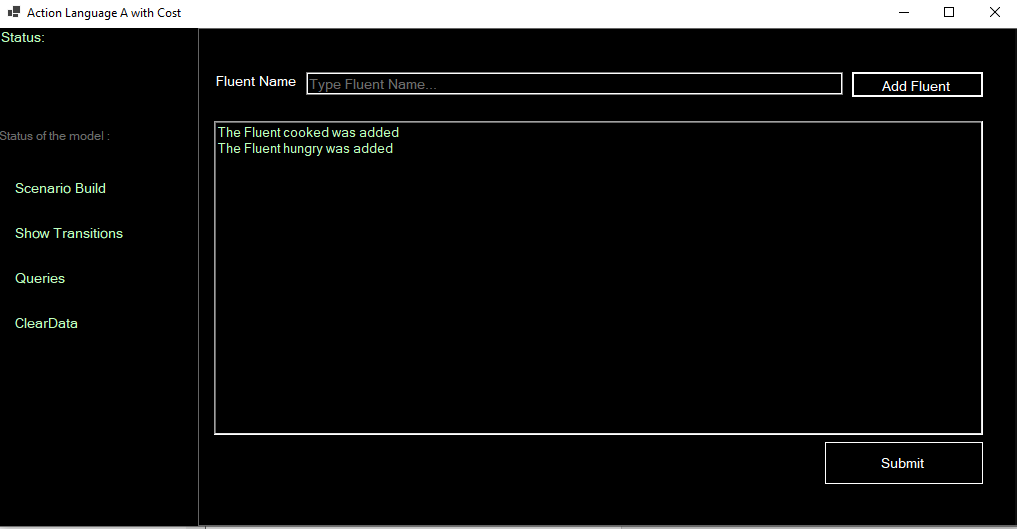 Action Language A with Cost
Status:
Status of the model :
Scenario Build
Show Transitions
Queries
ClearData
Fluent Name
Type Fluent Name...
Add Fluent
The Fluent cooked was added
The Fluent hungry was added
Submit